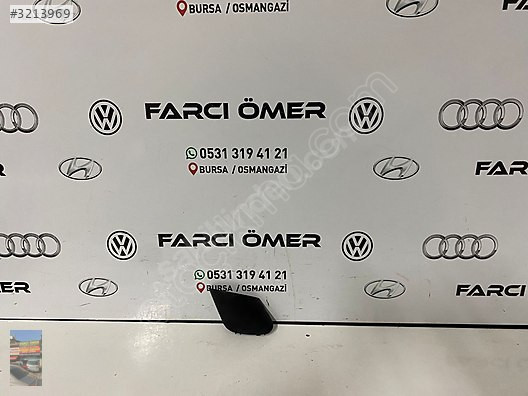 #3213969
BURSA / OSMANGAZİ
FARCI ÖMER
0531 319 41 21
BURSA / OSMANGAZİ
FARCI ÖMER
FARCI
0531 319 41 21
BURSA / OSMANGAZİ
FARCI